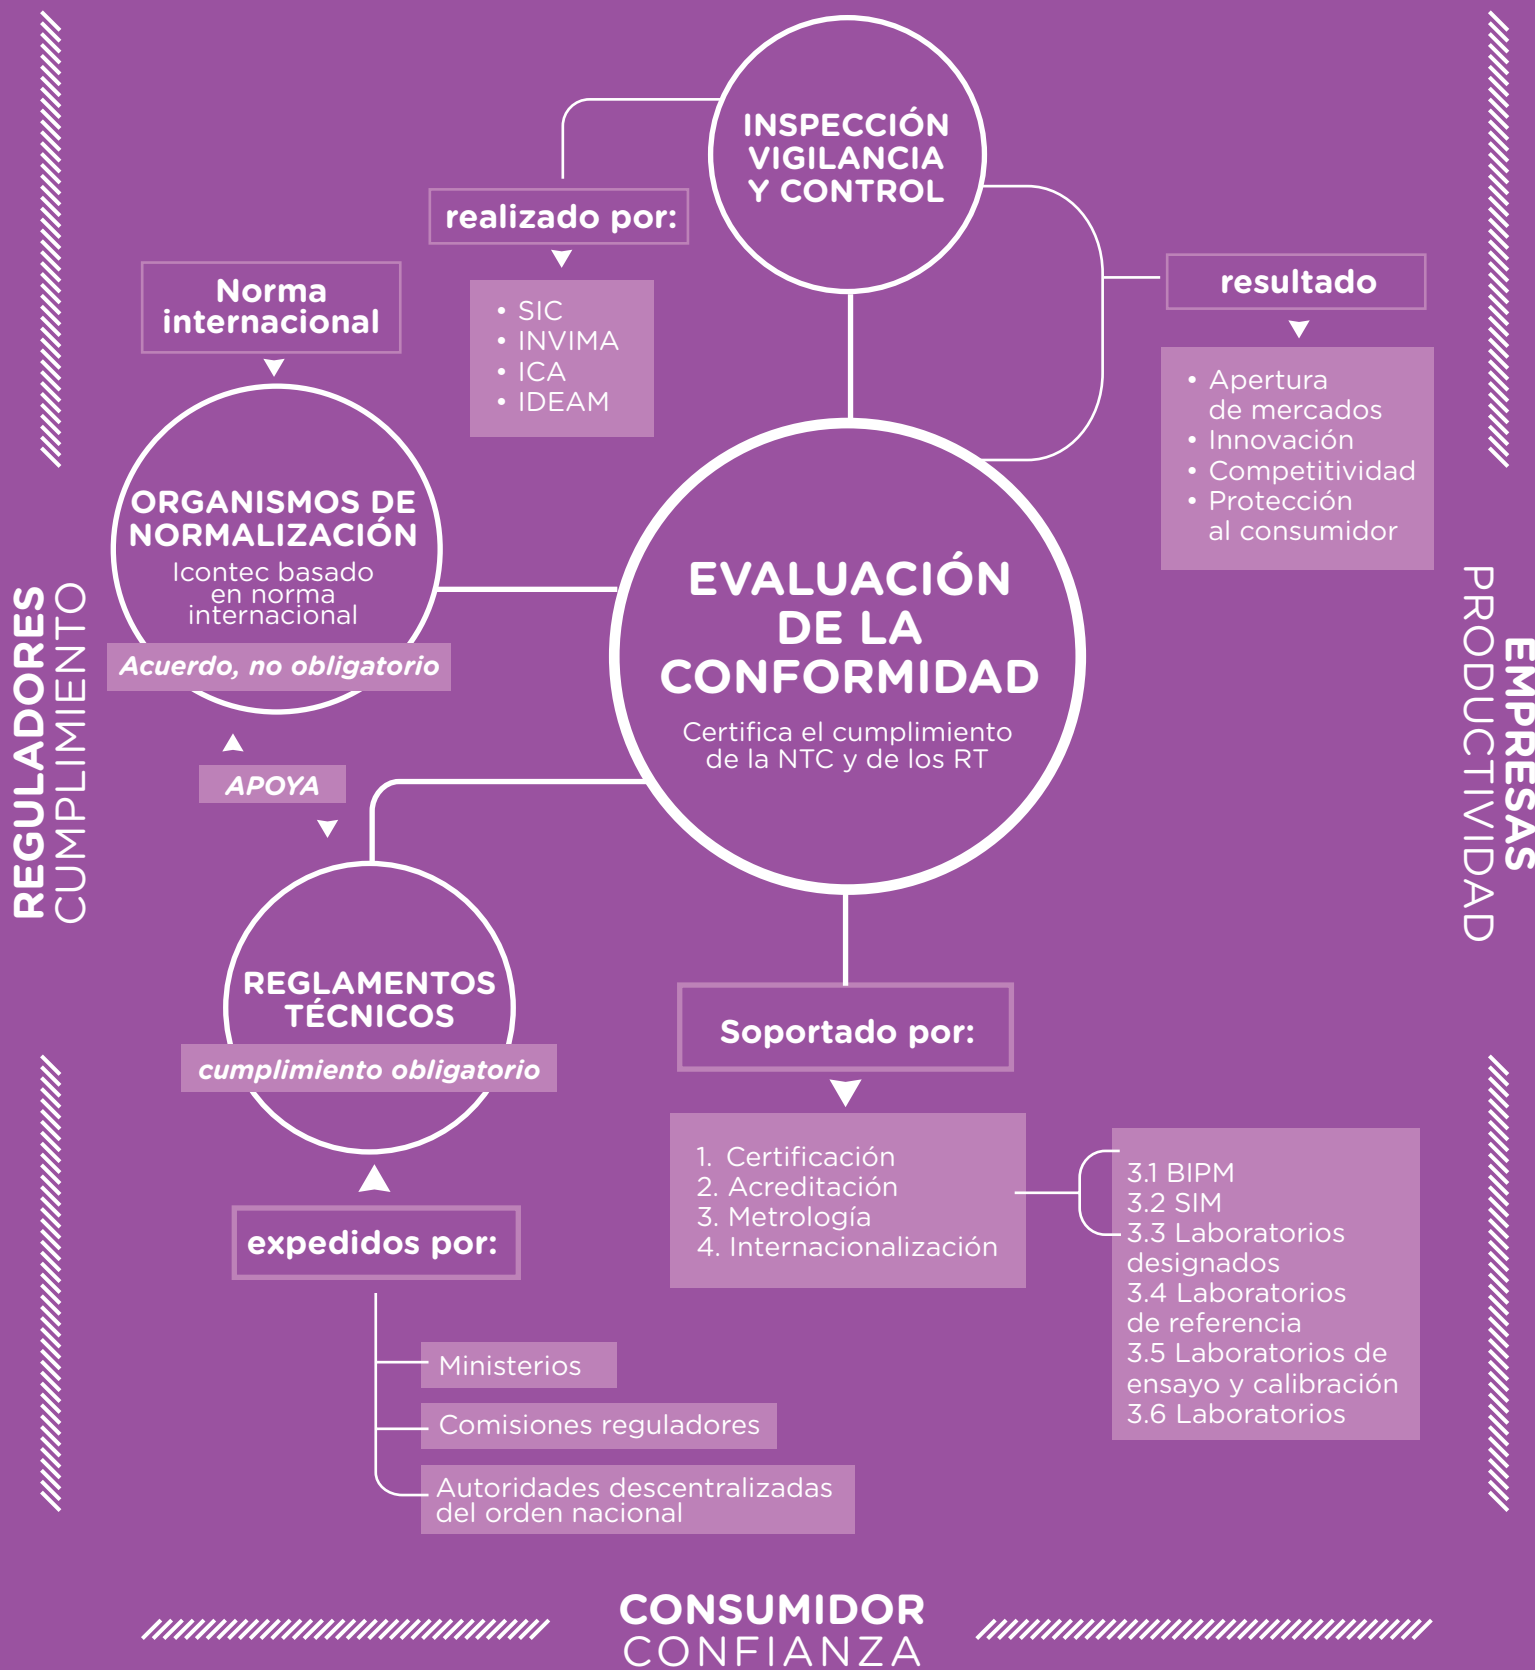 INSPECCIÓN
VIGILANCIA
Y CONTROL
realizado por:
• SIC
• INVIMA
• ICA
• IDEAM
resultado
• Apertura
de mercados
• Innovación
• Competitividad
• Protección
al consumidor
Norma
internacional
ORGANISMOS DE
NORMALIZACIÓN
Icontec basado
en norma
internacional
Acuerdo, no obligatorio
APOYA
EVALUACIÓN
DE LA
CONFORMIDAD
Certifica el cumplimiento
de la NTC y de los RT
REGULADORES
CUMPLIMIENTO
EMPRESAS
PRODUCTIVIDAD
REGLAMENTOS
TÉCNICOS
cumplimiento obligatorio
expedidos por:
Ministerios
Comisiones reguladores
Autoridades descentralizadas
del orden nacional
Soportado por:
1. Certificación
2. Acreditación
3. Metrología
4. Internacionalización
3.1 BIPM
3.2 SIM
3.3 Laboratorios
designados
3.4 Laboratorios
de referencia
3.5 Laboratorios de
ensayo y calibración
3.6 Laboratorios
CONSUMIDOR
CONFIANZA